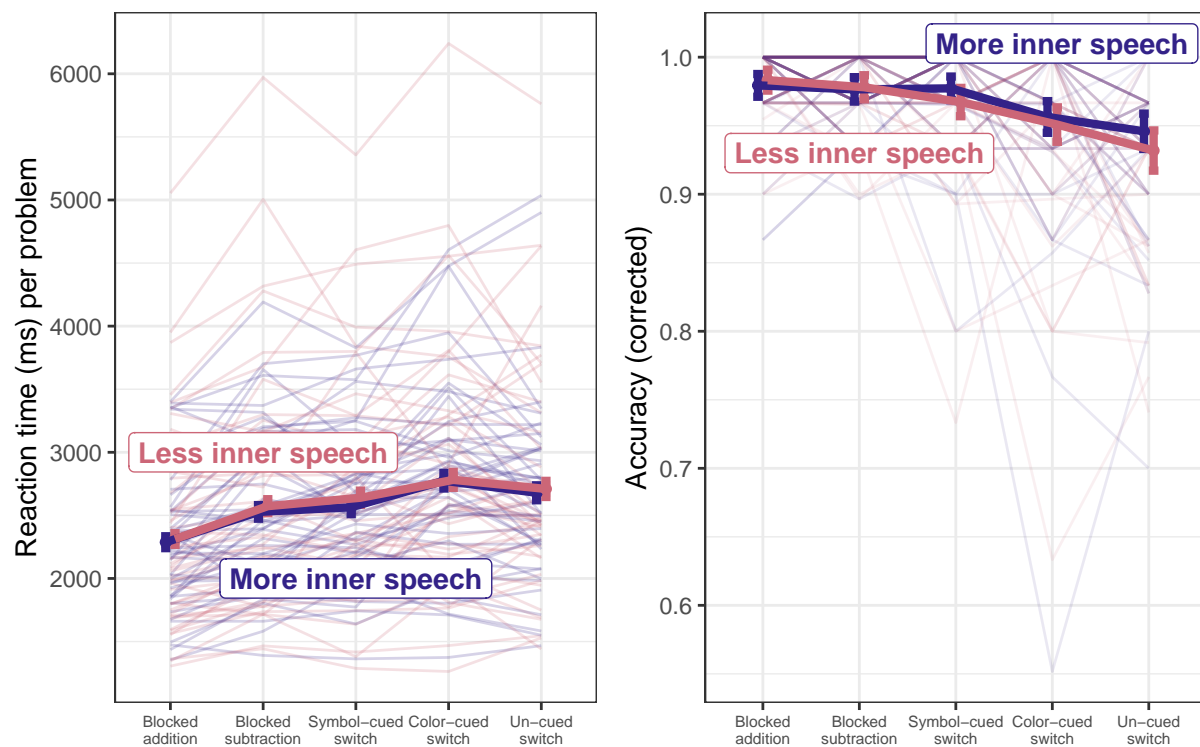 Reaction time (ms) per problem
6000
5000
4000
3000
2000
Less inner speech
More inner speech
Blocked
addition
Blocked
subtraction
Symbol−cued
switch
Color−cued
switch
Un−cued
switch
Accuracy (corrected)
1.0
0.9
0.8
0.7
0.6
More inner speech
Less inner speech
Blocked
addition
Blocked
subtraction
Symbol−cued
switch
Color−cued
switch
Un−cued
switch